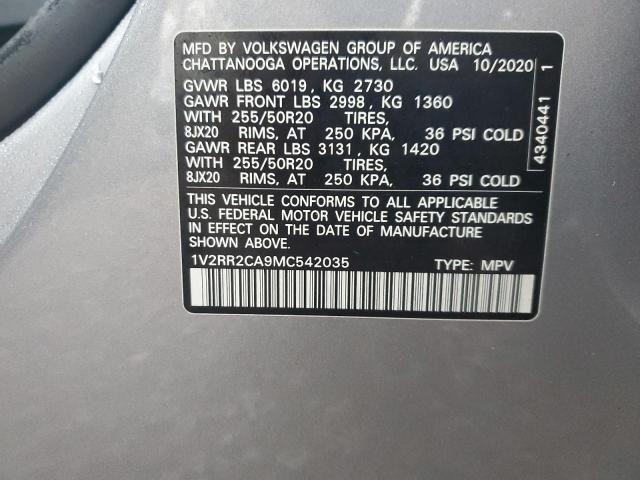 MFD BY VOLKSWAGEN GROUP OF AMERICA
CHATTANOOGA OPERATIONS, LLC. USA 10/2020
GVWR LBS 6019, KG 2730
GAWR FRONT LBS 2998, KG 1360
WITH 255/50R20 TIRES,
8JX20 RIMS, AT 250 KPA, 36 PSI COLD
GAWR REAR LBS 3131, KG 1420
WITH 255/50R20 TIRES,
8JX20 RIMS, AT 250 KPA, 36 PSI COLD
THIS VEHICLE CONFORMS TO ALL APPLICABLE
U.S. FEDERAL MOTOR VEHICLE SAFETY STANDARDS
IN EFFECT ON THE DATE OF MANUFACTURE
SHOWN ABOVE.
1V2RR2CA9MC542035 TYPE: MPV
4340441 1